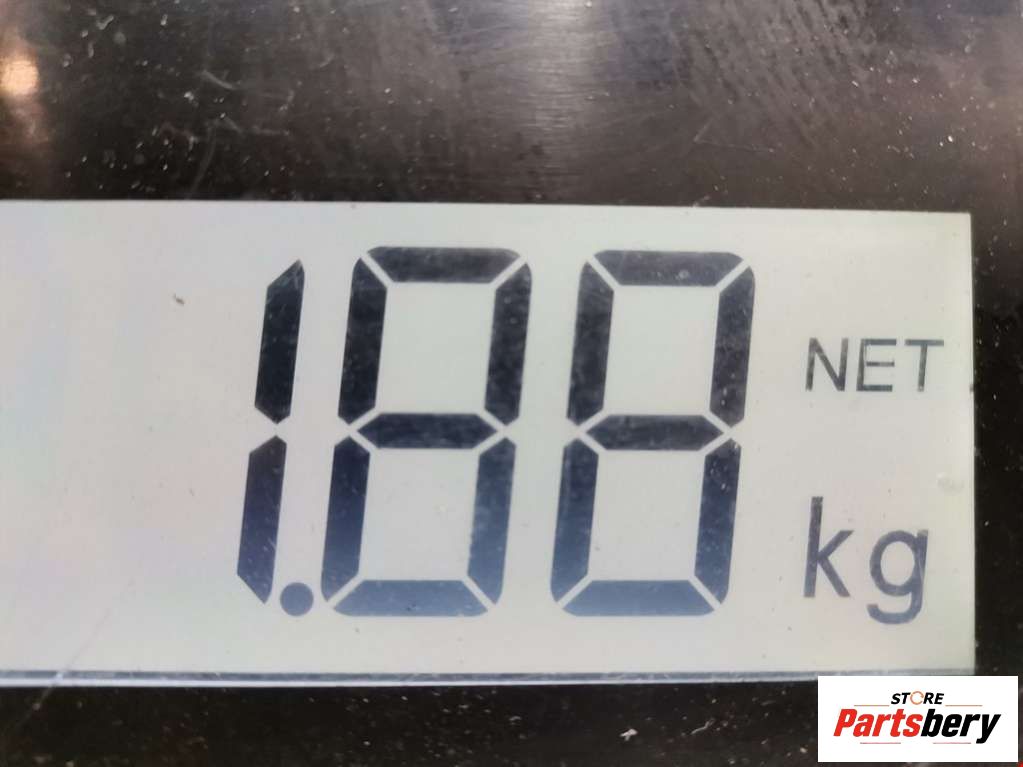 1.88
NET
kg
STORE
Partsbery